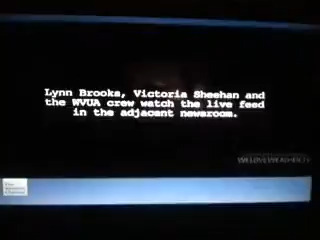 Lynn Brooks, Victoria Sheehan and
the WVUA crew watch the live feed
in the adjacent newsroom.